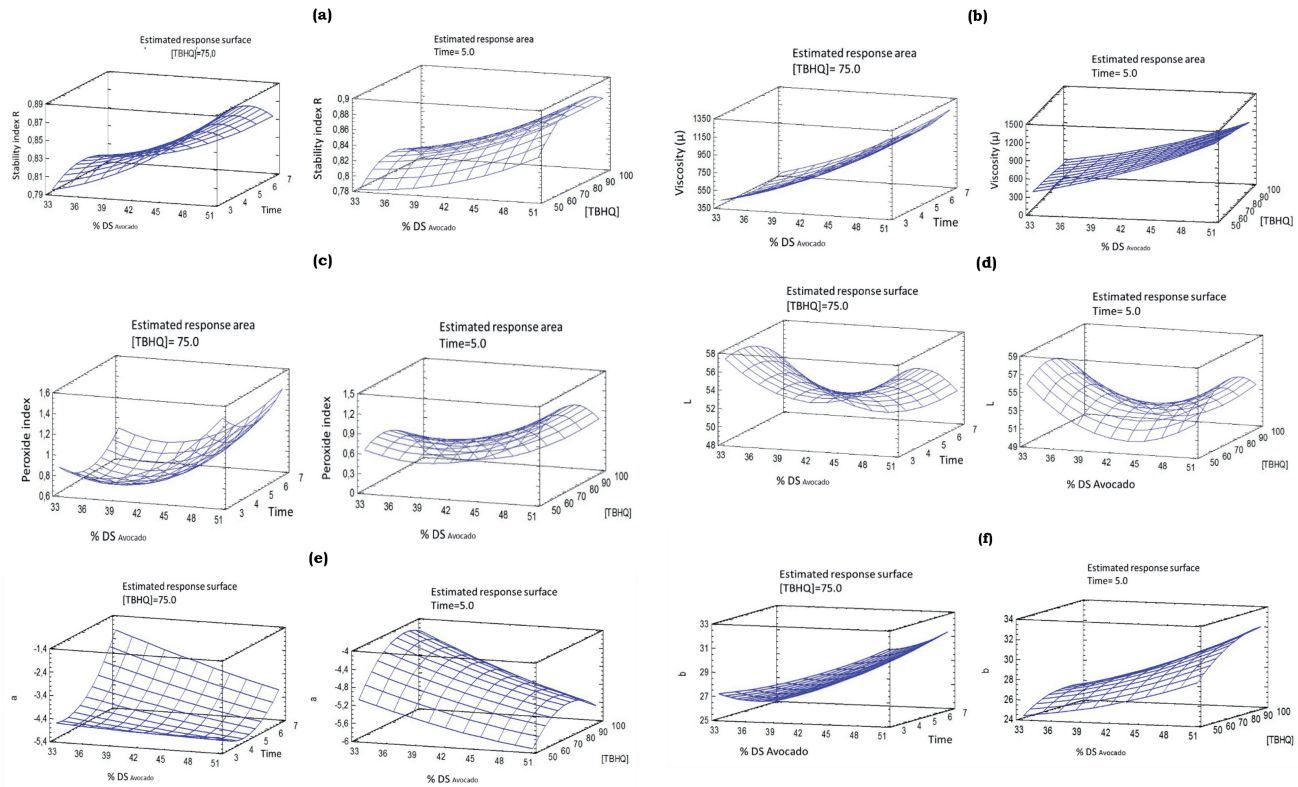 (a)
Estimated response surface
[TBHQ]=75,0
Stability index R
0,89
0,87
0,85
0,83
0,81
0,79
33 36 39 42 45 48 51
% DS Avocado
3 4 5 6 7
Time
Estimated response area
Time= 5.0
Stability index R
0,9
0,88
0,86
0,84
0,82
0,8
0,78
33 36 39 42 45 48 51
% DS Avocado
50 60 70 80 90 100
[TBHQ]
(b)
Estimated response area
[TBHQ]= 75.0
Viscosity (µ)
1350
1150
950
750
550
350
33 36 39 42 45 48 51
% DS Avocado
3 4 5 6 7
Time
Estimated response area
Time= 5.0
Viscosity (µ)
1500
1200
900
600
300
0
33 36 39 42 45 48 51
% DS Avocado
50 60 70 80 90 100
[TBHQ]
(c)
Estimated response area
[TBHQ]= 75.0
Peroxide index
1,6
1,4
1,2
1
0,8
0,6
33 36 39 42 45 48 51
% DS Avocado
3 4 5 6 7
Time
Estimated response area
Time=5.0
Peroxide index
1,5
1,2
0,9
0,6
0,3
0
33 36 39 42 45 48 51
% DS Avocado
50 60 70 80 90 100
[TBHQ]
(d)
Estimated response surface
[TBHQ]=75.0
L
58
56
54
52
50
48
33 36 39 42 45 48 51
% DS Avocado
3 4 5 6 7
Time
Estimated response surface
Time= 5.0
L
59
57
55
53
51
49
33 36 39 42 45 48 51
% DS Avocado
50 60 70 80 90 100
[TBHQ]
(e)
Estimated response surface
[TBHQ]=75.0
a
-1,4
-2,4
-3,4
-4,4
-5,4
33 36 39 42 45 48 51
% DS Avocado
3 4 5 6 7
Time
Estimated response surface
Time=5.0
a
-4
-4,4
-4,8
-5,2
-5,6
-6
33 36 39 42 45 48 51
% DS Avocado
50 60 70 80 90 100
[TBHQ]
(f)
Estimated response surface
[TBHQ]=75.0
b
33
31
29
27
25
33 36 39 42 45 48 51
% DS Avocado
3 4 5 6 7
Time
Estimated response surface
Time= 5.0
b
34
32
30
28
26
24
33 36 39 42 45 48 51
% DS Avocado
50 60 70 80 90 100
[TBHQ]